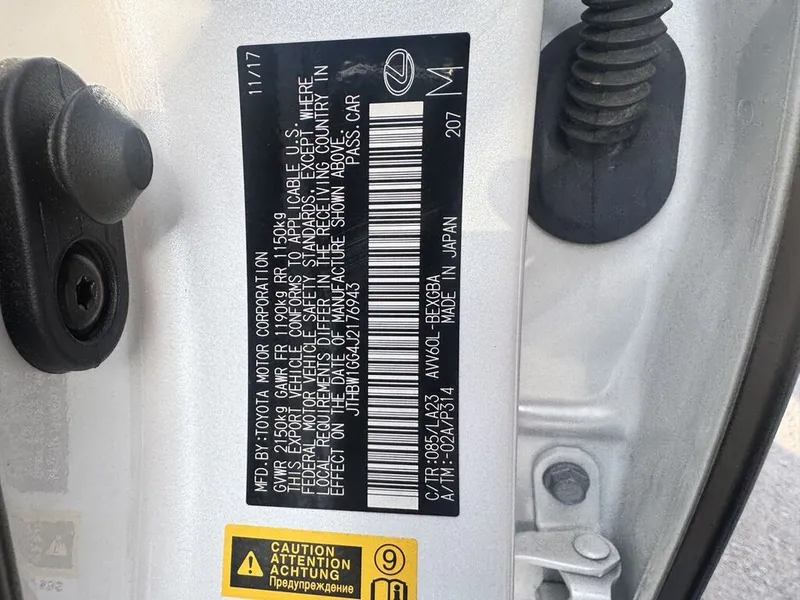 MFD.BY:TOYOTA MOTOR CORPORATION 11/17
GVWR 2150kg GAWR FR 1190kg RR 1150kg
THIS EXPORT VEHICLE CONFORMS TO APPLICABLE U.S.
FEDERAL MOTOR VEHICLE SAFETY STANDARDS, EXCEPT WHERE
LOCAL REQUIREMENTS DIFFER IN THE RECEIVING COUNTRY IN
EFFECT ON THE DATE OF MANUFACTURE SHOWN ABOVE.
JTHBW1GG4J2176943 PASS.CAR
C/TR:085/LA23 AVV60L-BEXGBA
A/TM:-02A/P314 MADE IN JAPAN 207
M
CAUTION
ATTENTION
ACHTUNG
Предупреждение
9